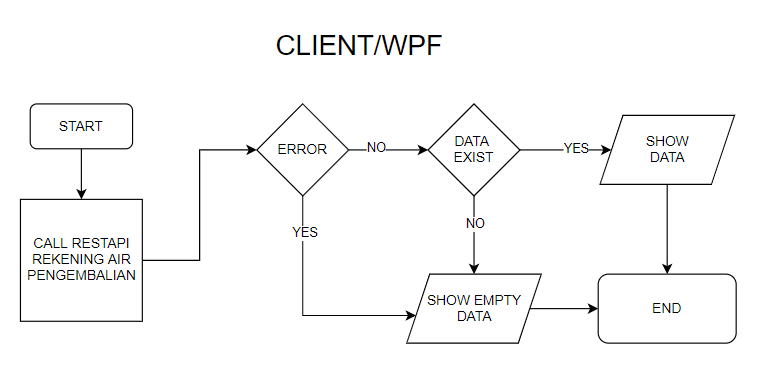 CLIENT/WPF
START
CALL RESTAPI
REKENING AIR
PENGEMBALIAN
ERROR
NO
DATA
EXIST
YES
SHOW
DATA
YES
NO
SHOW EMPTY
DATA
END